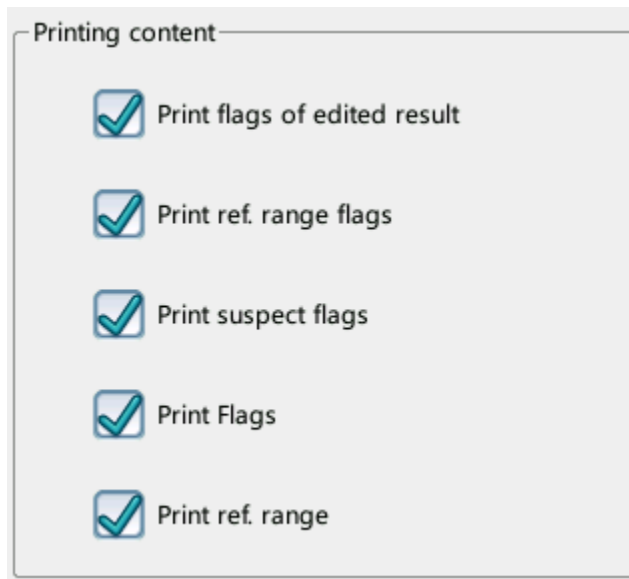 Printing content
Print flags of edited result
Print ref. range flags
Print suspect flags
Print Flags
Print ref. range